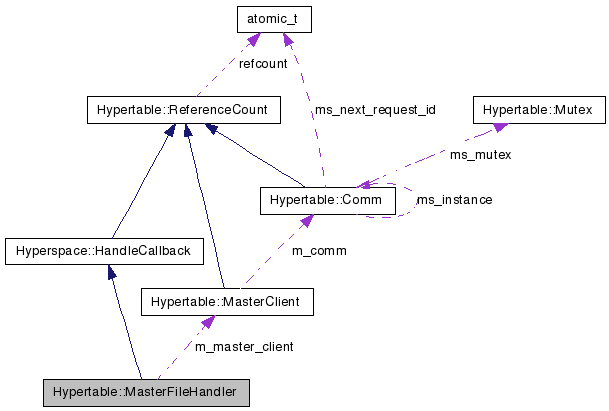 atomic_t
refcount
Hypertable::ReferenceCount
ms_next_request_id
Hypertable::Mutex
ms_mutex
Hypertable::Comm
ms_instance
Hyperspace::HandleCallback
m_comm
Hypertable::MasterClient
m_master_client
Hypertable::MasterFileHandler